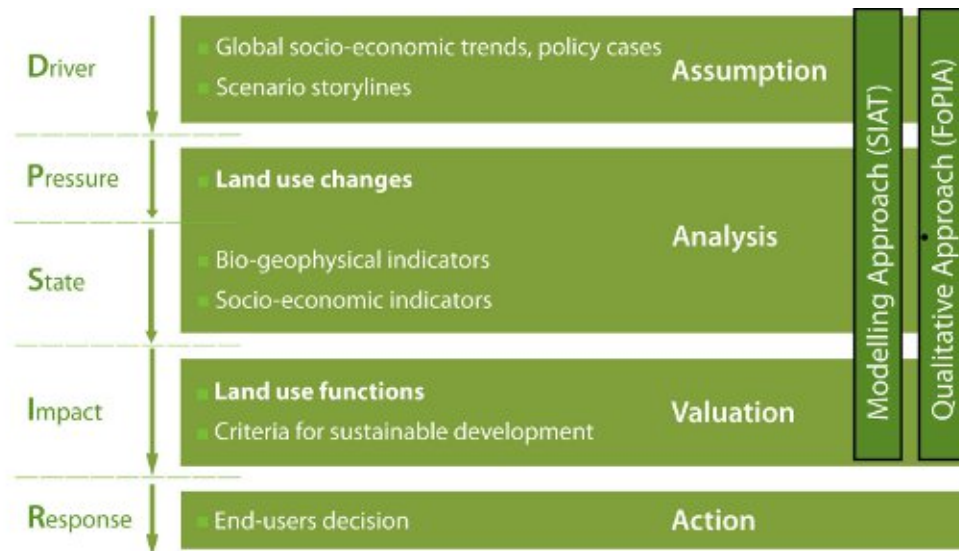 Driver
Global socio-economic trends, policy cases
Scenario storylines
Assumption
Pressure
Land use changes
State
Bio-geophysical indicators
Socio-economic indicators
Analysis
Impact
Land use functions
Criteria for sustainable development
Valuation
Response
End-users decision
Action
Modelling Approach (SIAT)
Qualitative Approach (FoPIA)